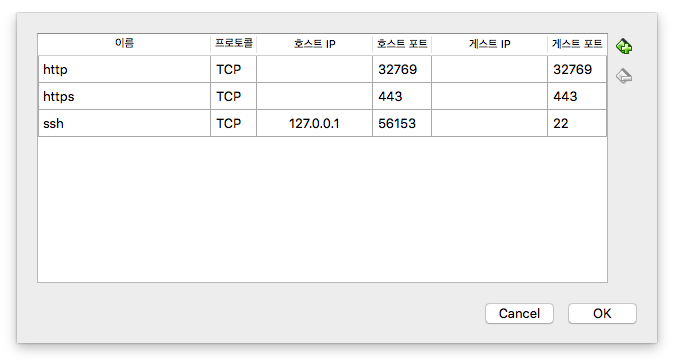 이름 프로토콜 호스트 IP 호스트 포트 게스트 IP 게스트 포트
http TCP 32769 32769
https TCP 443 443
ssh TCP 127.0.0.1 56153 22
Cancel OK